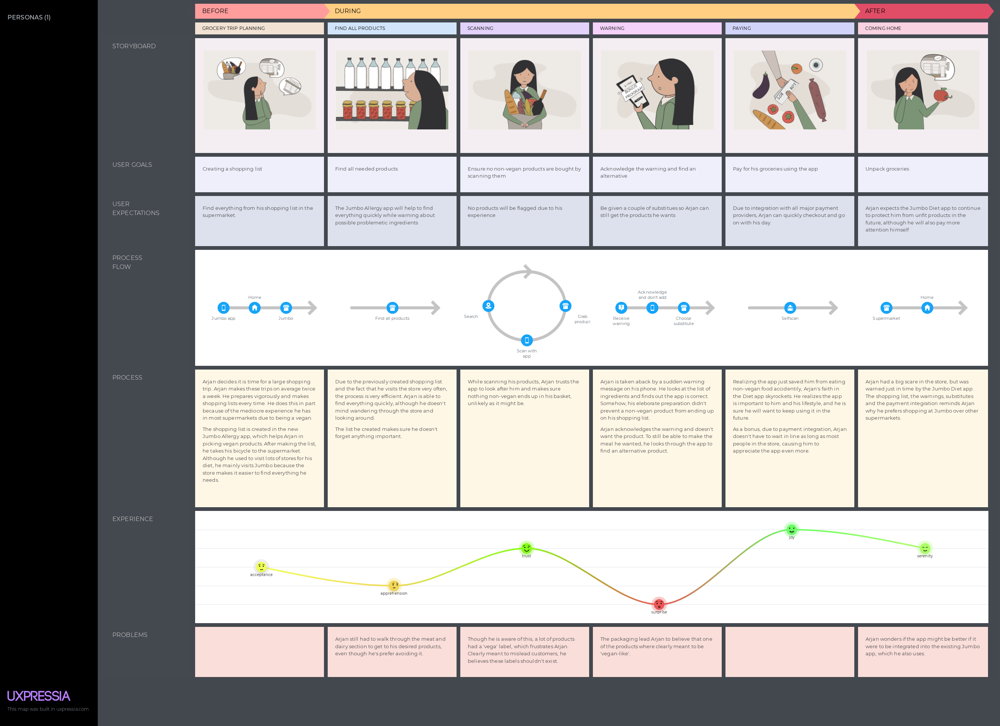 PERSONAS (1)
BEFORE
DURING
AFTER
GROCERY TRIP PLANNING
FIND ALL PRODUCTS
SCANNING
WARNING
PAYING
COMING HOME
STORYBOARD
E-Mail
BONUS
PROGRAM
10$
80%
USER GOALS
Creating a shopping list
Find all needed products
Ensure no non-vegan products are bought by
scanning them
Acknowledge the warning and find an
alternative
Pay for his groceries using the app
Unpack groceries
USER
EXPECTATIONS
Find everything from his shopping list in the
supermarket.
The Jumbo Allergy app will help to find
everything quickly while warning about
possible problemetic ingredients
No products will be flagged due to his
experience
Be given a couple of substitues so Arjan can
still get the products he wants
Due to integration with all major payment
providers, Arjan can quickly checkout and go
on with his day
Arjan expects the Jumbo Diet app to continue
to protect him from unfit products in the
future, although he will also pay more
attention himself
PROCESS
FLOW
Jumbo app
Home
Jumbo
Find all products
Search
Scan with
app
Grab
product
Receive
warning
Acknowledge
and don't add
Choose
substitute
Selfscan
Supermarket
Home
PROCESS
Arjan decides it is time for a large shopping
trip. Arjan makes these trips on average twice
a week. He prepares vigorously and makes
shopping lists every time. He does this in part
because of the mediocre experience he has
in most supermarkets due to being a vegan.
The shopping list is created in the new
Jumbo Allergy app, which helps Arjan in
picking vegan products. After making the list,
he takes his bicycle to the supermarket.
Although he used to visit lots of stores for his
diet, he mainly visits Jumbo because the
store makes it easier to find everything he
needs.
Due to the previously created shopping list
and the fact that he visits the store very often,
the process is very efficient. Arjan is able to
find everything quickly, although he doesn't
mind wandering through the store and
looking around.
The list he created makes sure he doesn't
forget anything important.
While scanning his products, Arjan trusts the
app to look after him and makes sure
nothing non-vegan ends up in his basket,
unlikely as it might be.
Arjan is taken aback by a sudden warning
message on his phone. He looks at the list of
ingredients and finds out the app is correct.
Somehow, his eleborate preparation didn't
prevent a non-vegan product from ending up
on his shopping list.
Arjan acknowledges the warning and doesn't
want the product. To still be able to make the
meal he wanted, he looks through the app to
find an alternative product.
Realizing the app just saved him from eating
non-vegan food accidently, Arjan's faith in
the Diet app skyrockets. He realizes the app
is important to him and his lifestyle, and he is
sure he will want to keep using it in the
future.
As a bonus, due to payment integration, Arjan
doesn't have to wait in line as long as most
people in the store, causing him to
appreciate the app even more.
Arjan had a big scare in the store, but was
warned just in time by the Jumbo Diet app.
The shopping list, the warnings, substitutes
and the payment integration reminds Arjan
why he prefers shopping at Jumbo over other
supermarkets.
EXPERIENCE
acceptance
apprehension
trust
surprise
joy
serenity
PROBLEMS
Arjan still had to walk through the meat and
dairy section to get to his desired products,
even though he's prefer avoiding it.
Though he is aware of this, a lot of products
had a 'vega' label, which frustrates Arjan.
Clearly meant to mislead customers, he
believes these labels shouldn't exist.
The packaging lead Arjan to believe that one
of the products where clearly meant to be
'vegan-like'.
Arjan wonders if the app might be better if it
were to be integrated into the existing Jumbo
app, which he also uses.
UXPRESSIA
This map was built in uxpressia.com